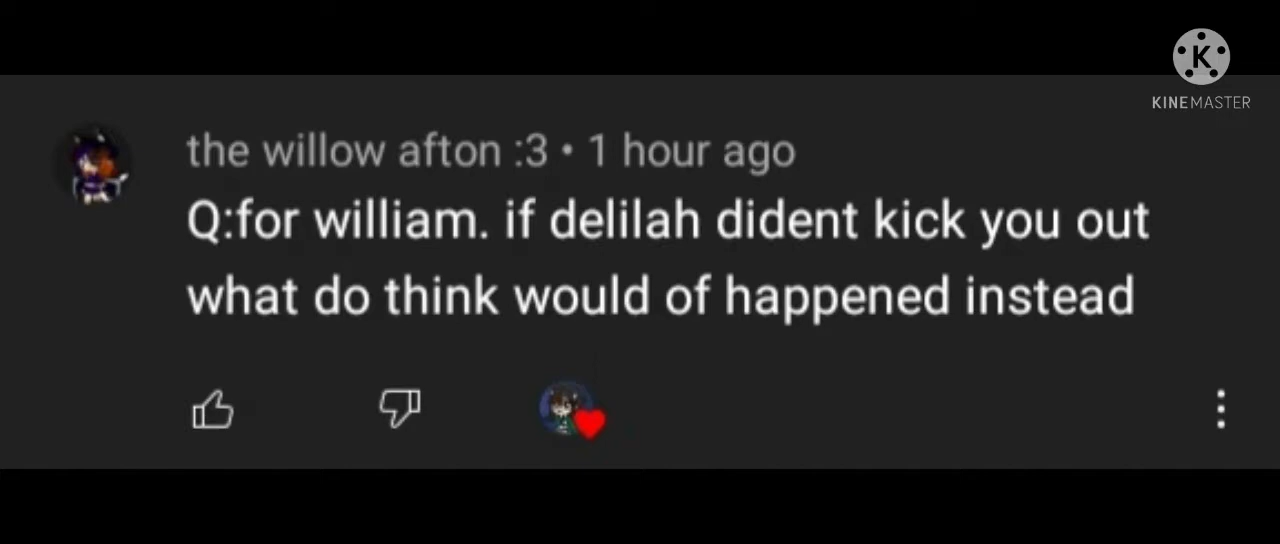 KINEMASTER
the willow afton :3 • 1 hour ago
Q:for william. if delilah dident kick you out
what do think would of happened instead